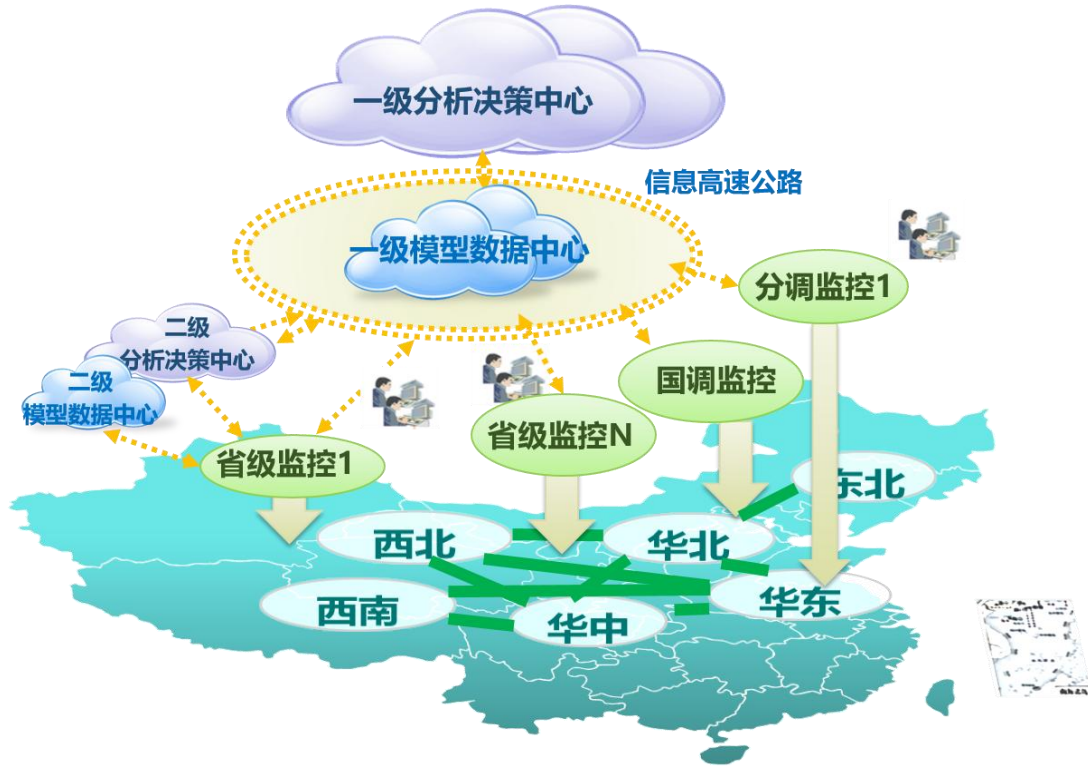 一级分析决策中心
信息高速公路
一级模型数据中心
分调监控1
二级
分析决策中心
国调监控
二级
模型数据中心
省级监控N
省级监控1
东北
西北
华北
西南
华中
华东